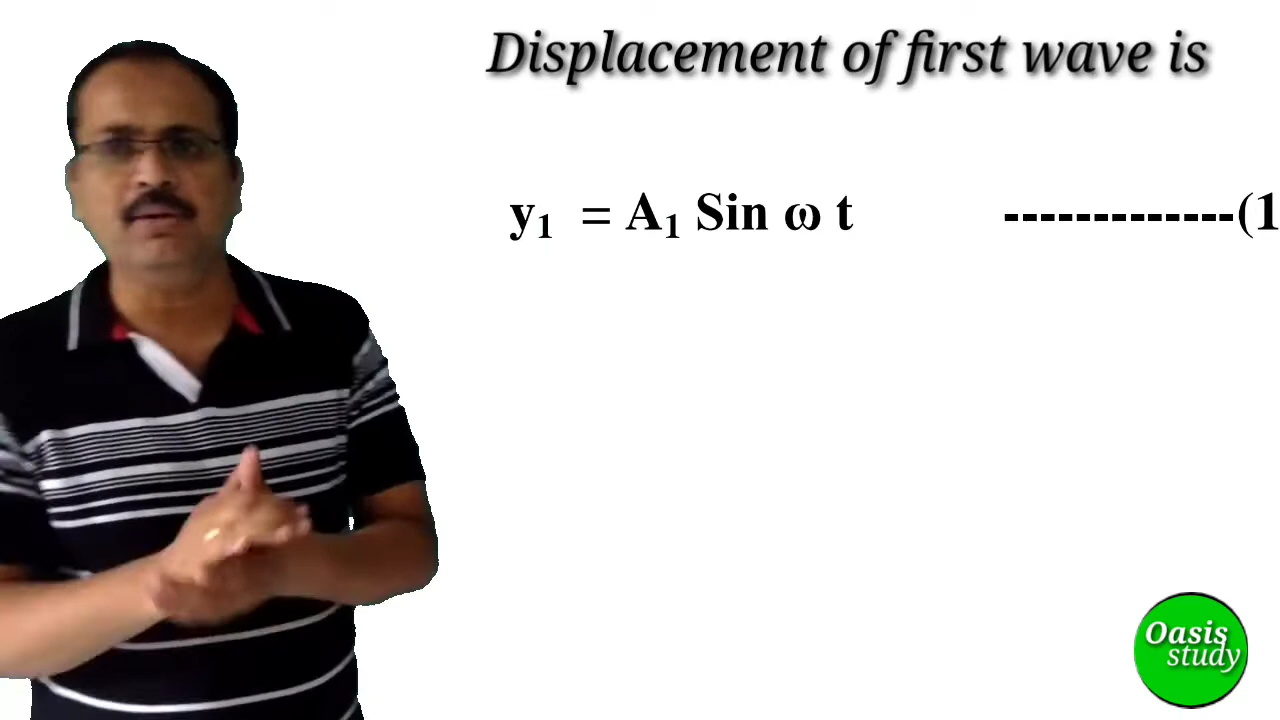 Displacement of first wave is
y₁ = A₁ Sin ω t -------------(1
Oasis
study